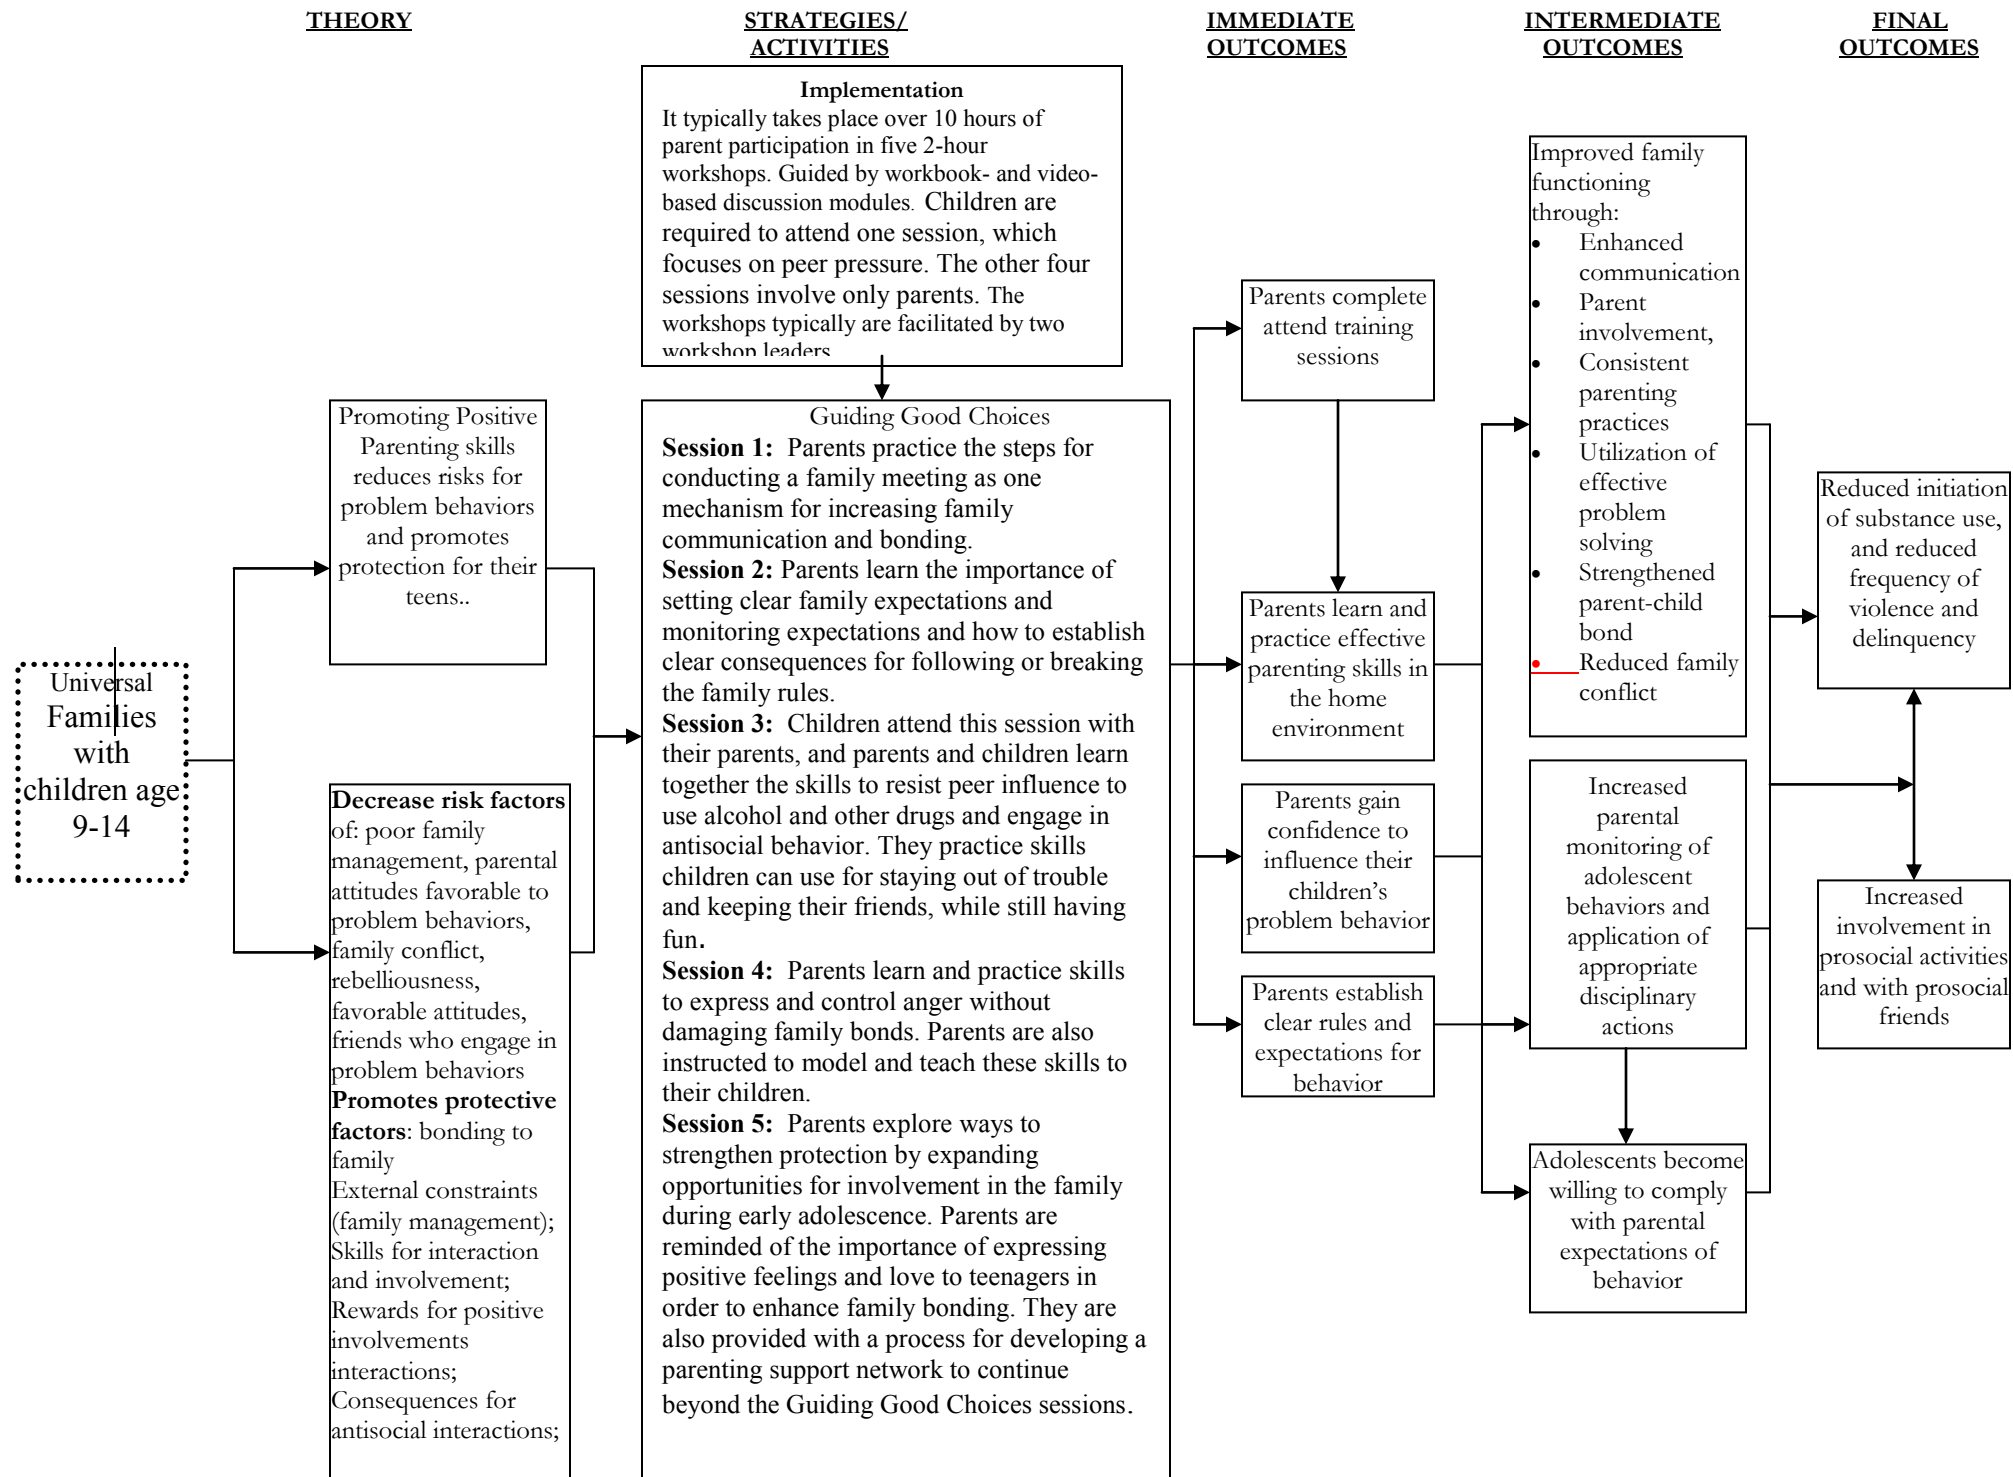 THEORY
STRATEGIES/
ACTIVITIES
IMMEDIATE
OUTCOMES
INTERMEDIATE
OUTCOMES
FINAL
OUTCOMES
Universal
Families
with
children age
9-14
Promoting Positive
Parenting skills
reduces risks for
problem behaviors
and promotes
protection for their
teens..
Decrease risk factors
of: poor family
management, parental
attitudes favorable to
problem behaviors,
family conflict,
rebelliousness,
favorable attitudes,
friends who engage in
problem behaviors
Promotes protective
factors: bonding to
family
External constraints
(family management);
Skills for interaction
and involvement;
Rewards for positive
involvements
interactions;
Consequences for
antisocial interactions;
Implementation
It typically takes place over 10 hours of
parent participation in five 2-hour
workshops. Guided by workbook- and video-
based discussion modules. Children are
required to attend one session, which
focuses on peer pressure. The other four
sessions involve only parents. The
workshops typically are facilitated by two
workshop leaders
Guiding Good Choices
Session 1: Parents practice the steps for
conducting a family meeting as one
mechanism for increasing family
communication and bonding.
Session 2: Parents learn the importance of
setting clear family expectations and
monitoring expectations and how to establish
clear consequences for following or breaking
the family rules.
Session 3: Children attend this session with
their parents, and parents and children learn
together the skills to resist peer influence to
use alcohol and other drugs and engage in
antisocial behavior. They practice skills
children can use for staying out of trouble
and keeping their friends, while still having
fun.
Session 4: Parents learn and practice skills
to express and control anger without
damaging family bonds. Parents are also
instructed to model and teach these skills to
their children.
Session 5: Parents explore ways to
strengthen protection by expanding
opportunities for involvement in the family
during early adolescence. Parents are
reminded of the importance of expressing
positive feelings and love to teenagers in
order to enhance family bonding. They are
also provided with a process for developing a
parenting support network to continue
beyond the Guiding Good Choices sessions.
Parents complete
attend training
sessions
Parents learn and
practice effective
parenting skills in
the home
environment
Parents gain
confidence to
influence their
children's
problem behavior
Parents establish
clear rules and
expectations for
behavior
Improved family
functioning
through:
• Enhanced
communication
• Parent
involvement,
• Consistent
parenting
practices
• Utilization of
effective
problem
solving
• Strengthened
parent-child
bond
• Reduced family
conflict
Increased
parental
monitoring of
adolescent
behaviors and
application of
appropriate
disciplinary
actions
Adolescents become
willing to comply
with parental
expectations of
behavior
Reduced initiation
of substance use,
and reduced
frequency of
violence and
delinquency
Increased
involvement in
prosocial activities
and with prosocial
friends